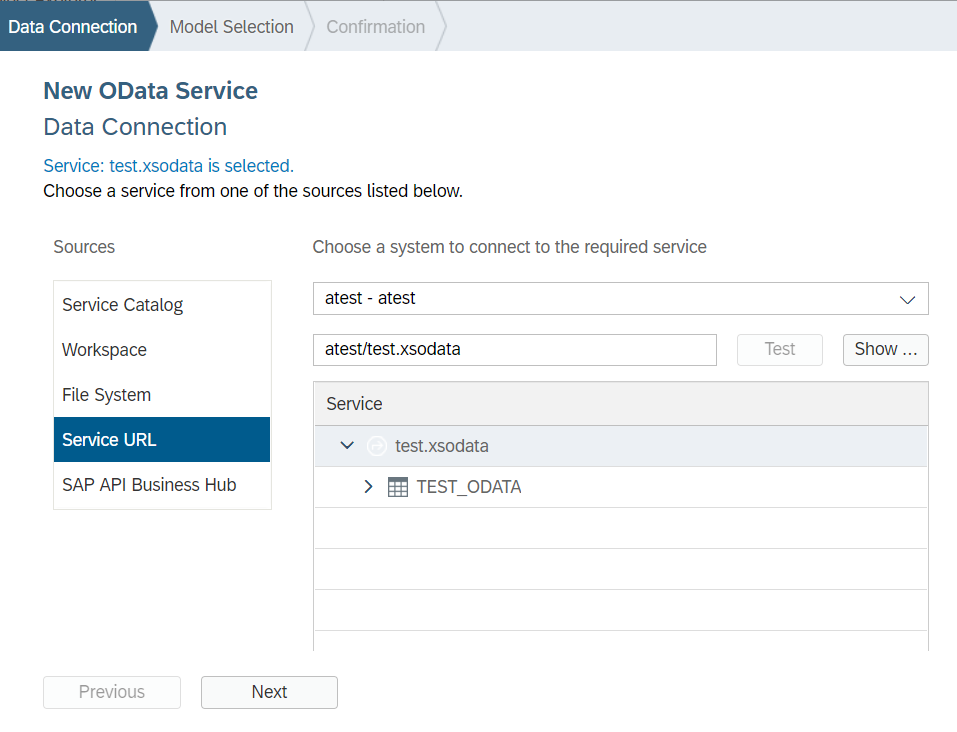 Data Connection Model Selection Confirmation
New OData Service
Data Connection
Service: test.xsodata is selected.
Choose a service from one of the sources listed below.
Sources
Service Catalog
Workspace
File System
Service URL
SAP API Business Hub
Choose a system to connect to the required service
atest - atest
atest/test.xsodata Test Show ...
Service
test.xsodata
TEST_ODATA
Previous Next